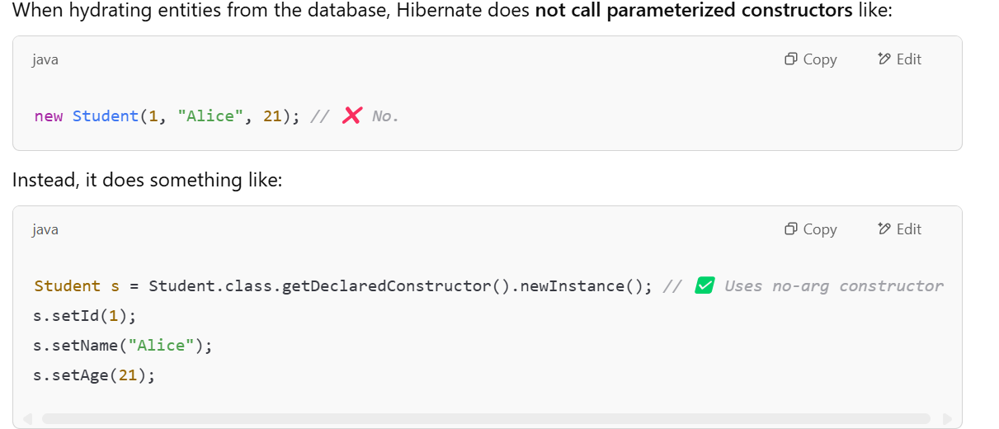 When hydrating entities from the database, Hibernate does not call parameterized constructors like:
java
Copy
Edit
new Student(1, "Alice", 21); // ❌ No.
Instead, it does something like:
java
Copy
Edit
Student s = Student.class.getDeclaredConstructor().newInstance(); // ✅ Uses no-arg constructor
s.setId(1);
s.setName("Alice");
s.setAge(21);